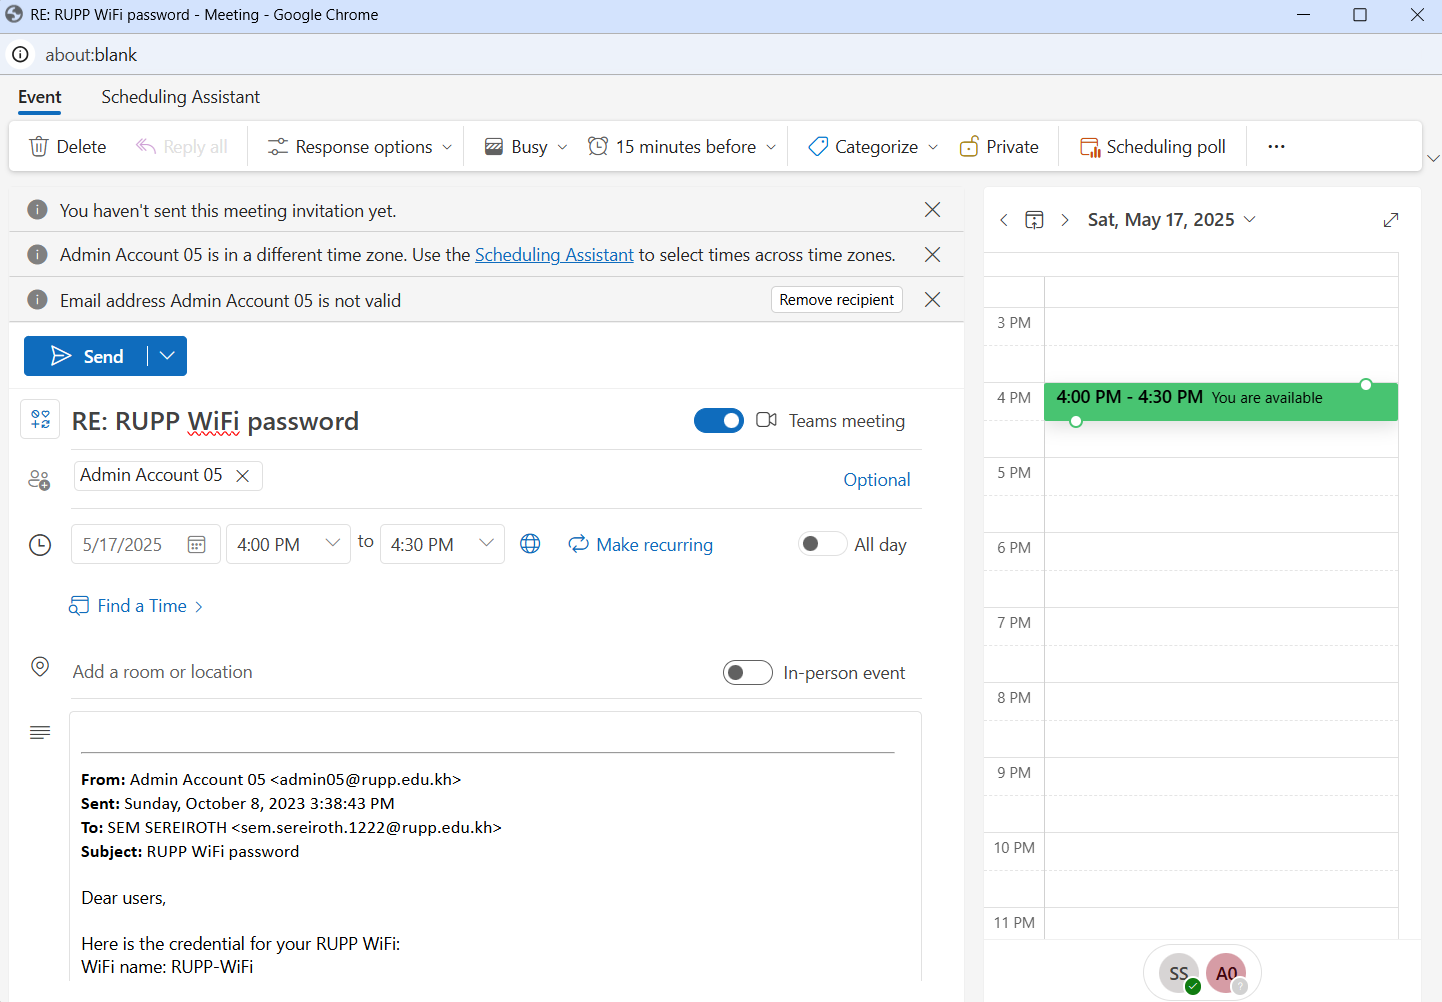 RE: RUPP WiFi password - Meeting - Google Chrome
about:blank
Event Scheduling Assistant
Delete Reply all Response options Busy 15 minutes before Categorize Private Scheduling poll ...
You haven't sent this meeting invitation yet.
Admin Account 05 is in a different time zone. Use the Scheduling Assistant to select times across time zones.
Email address Admin Account 05 is not valid Remove recipient
Send
RE: RUPP WiFi password Teams meeting
Admin Account 05 Optional
5/17/2025 4:00 PM to 4:30 PM Make recurring All day
Find a Time
Add a room or location In-person event
From: Admin Account 05 <admin05@rupp.edu.kh>
Sent: Sunday, October 8, 2023 3:38:43 PM
To: SEM SEREIROTH <sem.sereiroth.1222@rupp.edu.kh>
Subject: RUPP WiFi password
Dear users,
Here is the credential for your RUPP WiFi:
WiFi name: RUPP-WiFi
Sat, May 17, 2025
3 PM
4 PM 4:00 PM - 4:30 PM You are available
5 PM
6 PM
7 PM
8 PM
9 PM
10 PM
11 PM
SS A0